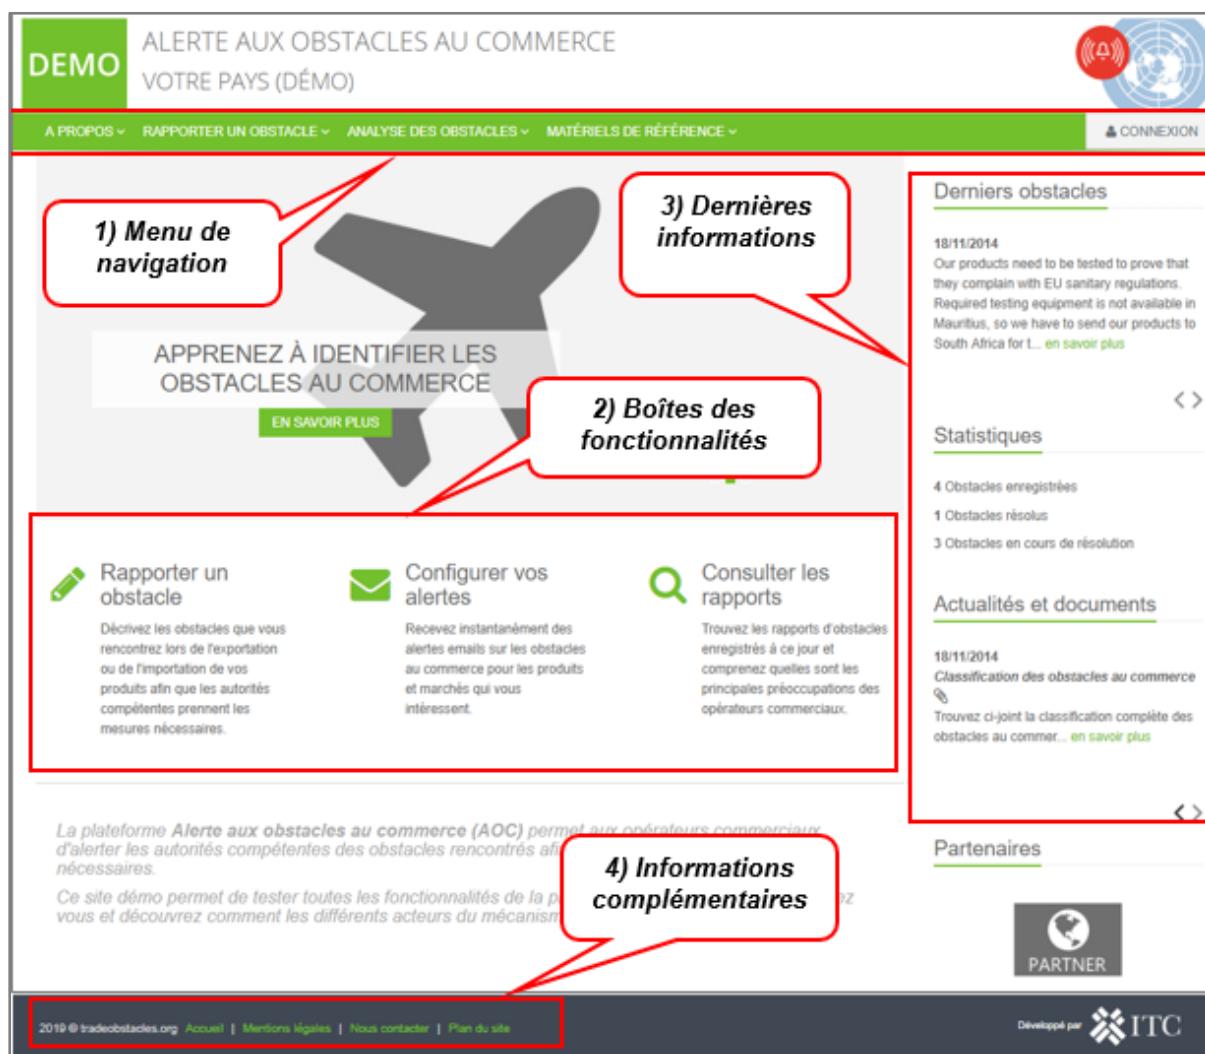 DEMO
ALERTE AUX OBSTACLES AU COMMERCE
VOTRE PAYS (DÉMO)
A PROPOS
RAPPORTER UN OBSTACLE
ANALYSE DES OBSTACLES
MATÉRIELS DE RÉFÉRENCE
CONNEXION
1) Menu de
navigation
3) Dernières
informations
APPRENEZ À IDENTIFIER LES
OBSTACLES AU COMMERCE
EN SAVOIR PLUS
2) Boîtes des
fonctionnalités
Rapporter un
obstacle
Décrivez les obstacles que vous
rencontrez lors de l'exportation
ou de l'importation de vos
produits afin que les autorités
compétentes prennent les
mesures nécessaires.
Configurer vos
alertes
Recevez instantanément des
alertes emails sur les obstacles
au commerce pour les produits
et marchés qui vous
intéressent.
Consulter les
rapports
Trouvez les rapports d'obstacles
enregistrés à ce jour et
comprenez quelles sont les
principales préoccupations des
opérateurs commerciaux.
Derniers obstacles
18/11/2014
Our products need to be tested to prove that
they complain with EU sanitary regulations.
Required testing equipment is not available in
Mauritius, so we have to send our products to
South Africa for t... en savoir plus
Statistiques
4 Obstacles enregistrées
1 Obstacles résolus
3 Obstacles en cours de résolution
Actualités et documents
18/11/2014
Classification des obstacles au commerce
Trouvez ci-joint la classification complète des
obstacles au commer... en savoir plus
Partenaires
PARTNER
La plateforme Alerte aux obstacles au commerce (AOC) permet aux opérateurs commerciaux
d'alerter les autorités compétentes des obstacles rencontrés
nécessaires.
Ce site démo permet de tester toutes les fonctionnalités de la
vous et découvrez comment les différents acteurs du
4) Informations
complémentaires
2019 © tradeobstacles.org Accueil | Mentions légales | Nous contacter | Plan du site
Développé par ITC